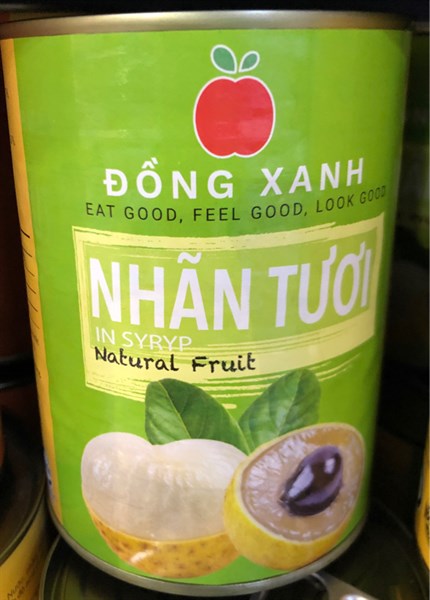 ĐỒNG XANH
EAT GOOD, FEEL GOOD, LOOK GOOD
NHÃN TƯƠI
IN SYRYP
Natural Fruit